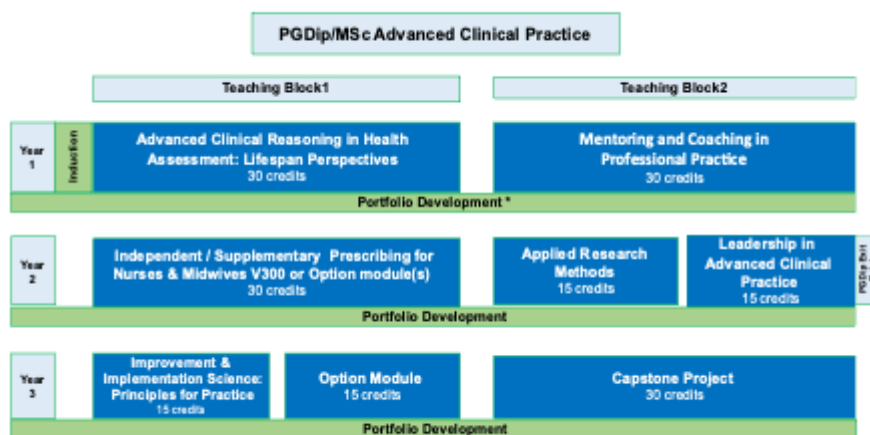 PGDip/MSc Advanced Clinical Practice
Teaching Block1
Teaching Block2
Year
1
Induction
Advanced Clinical Reasoning in Health
Assessment: Lifespan Perspectives
30 credits
Mentoring and Coaching in
Professional Practice
30 credits
Portfolio Development *
Year
2
Independent / Supplementary Prescribing for
Nurses & Midwives V300 or Option module(s)
30 credits
Applied Research
Methods
15 credits
Leadership in
Advanced Clinical
Practice
15 credits
PGDip Exit
Portfolio Development
Year
3
Improvement &
Implementation Science:
Principles for Practice
15 credits
Option Module
15 credits
Capstone Project
30 credits
Portfolio Development